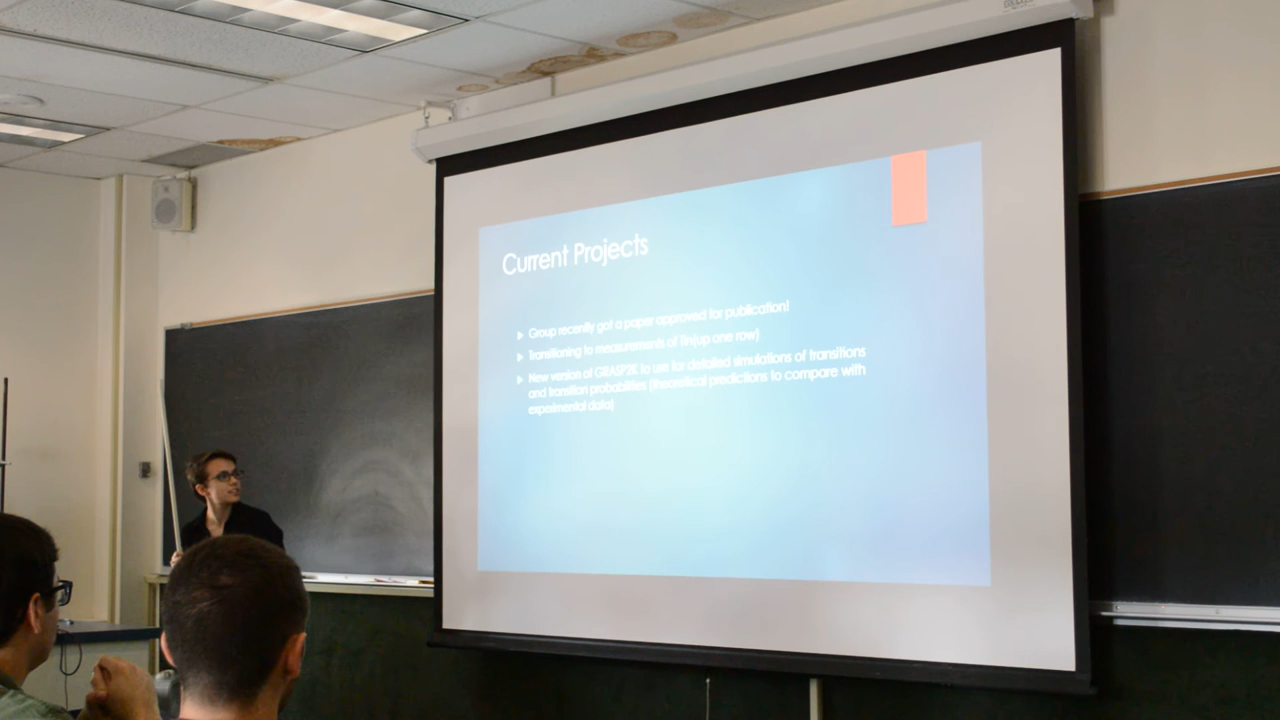 Current Projects
Group recently got a paper approved for publication!
Transitioning to measurements of Tin(up one row)
New version of GRASP2K to use for detailed simulations of transitions
and transition probabilities (theoretical predictions to compare with
experimental data)